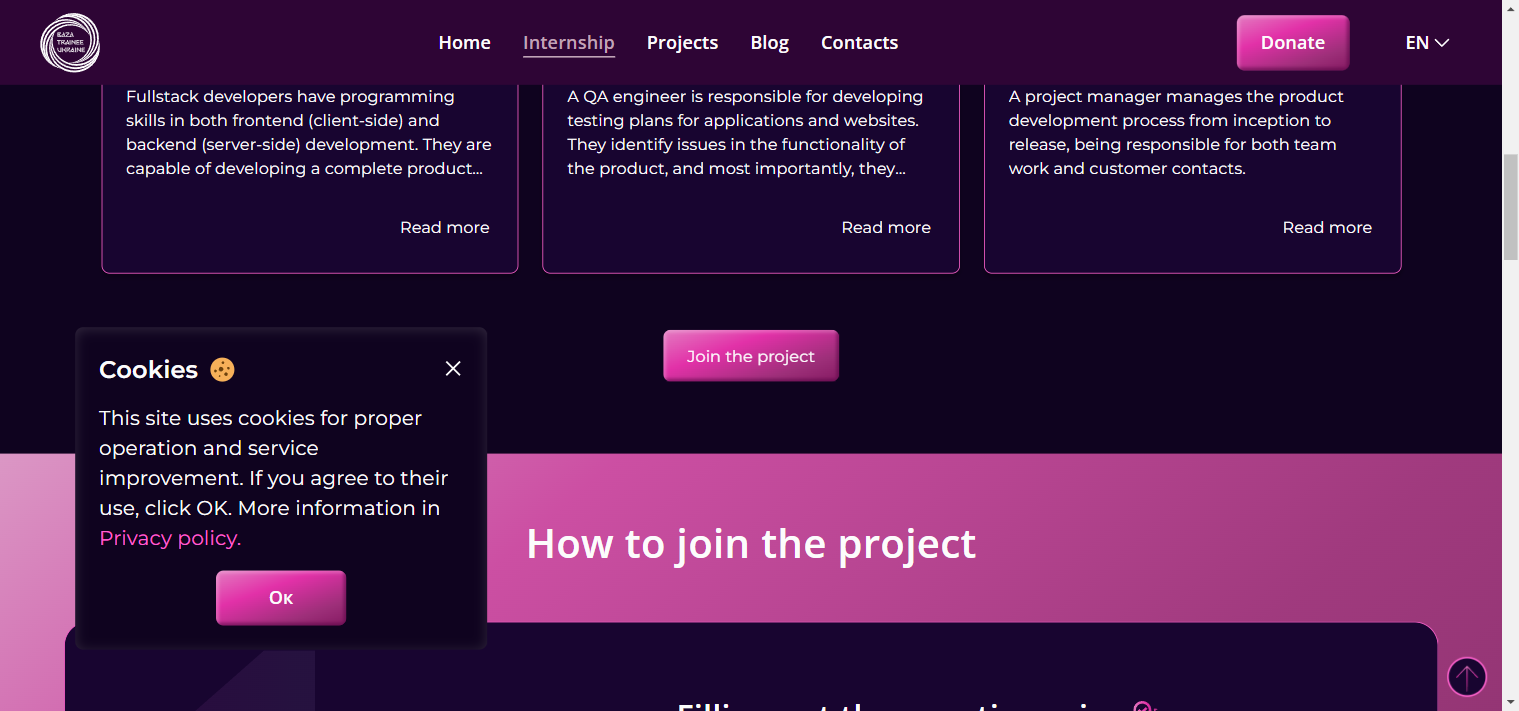 BAZA
TRAINEE
UKRAINE
Home Internship Projects Blog Contacts Donate EN
Fullstack developers have programming
skills in both frontend (client-side) and
backend (server-side) development. They are
capable of developing a complete product...
Read more
A QA engineer is responsible for developing
testing plans for applications and websites.
They identify issues in the functionality of
the product, and most importantly, they...
Read more
A project manager manages the product
development process from inception to
release, being responsible for both team
work and customer contacts.
Read more
Join the project
Cookies
This site uses cookies for proper
operation and service
improvement. If you agree to their
use, click OK. More information in
Privacy policy.
Ок
How to join the project